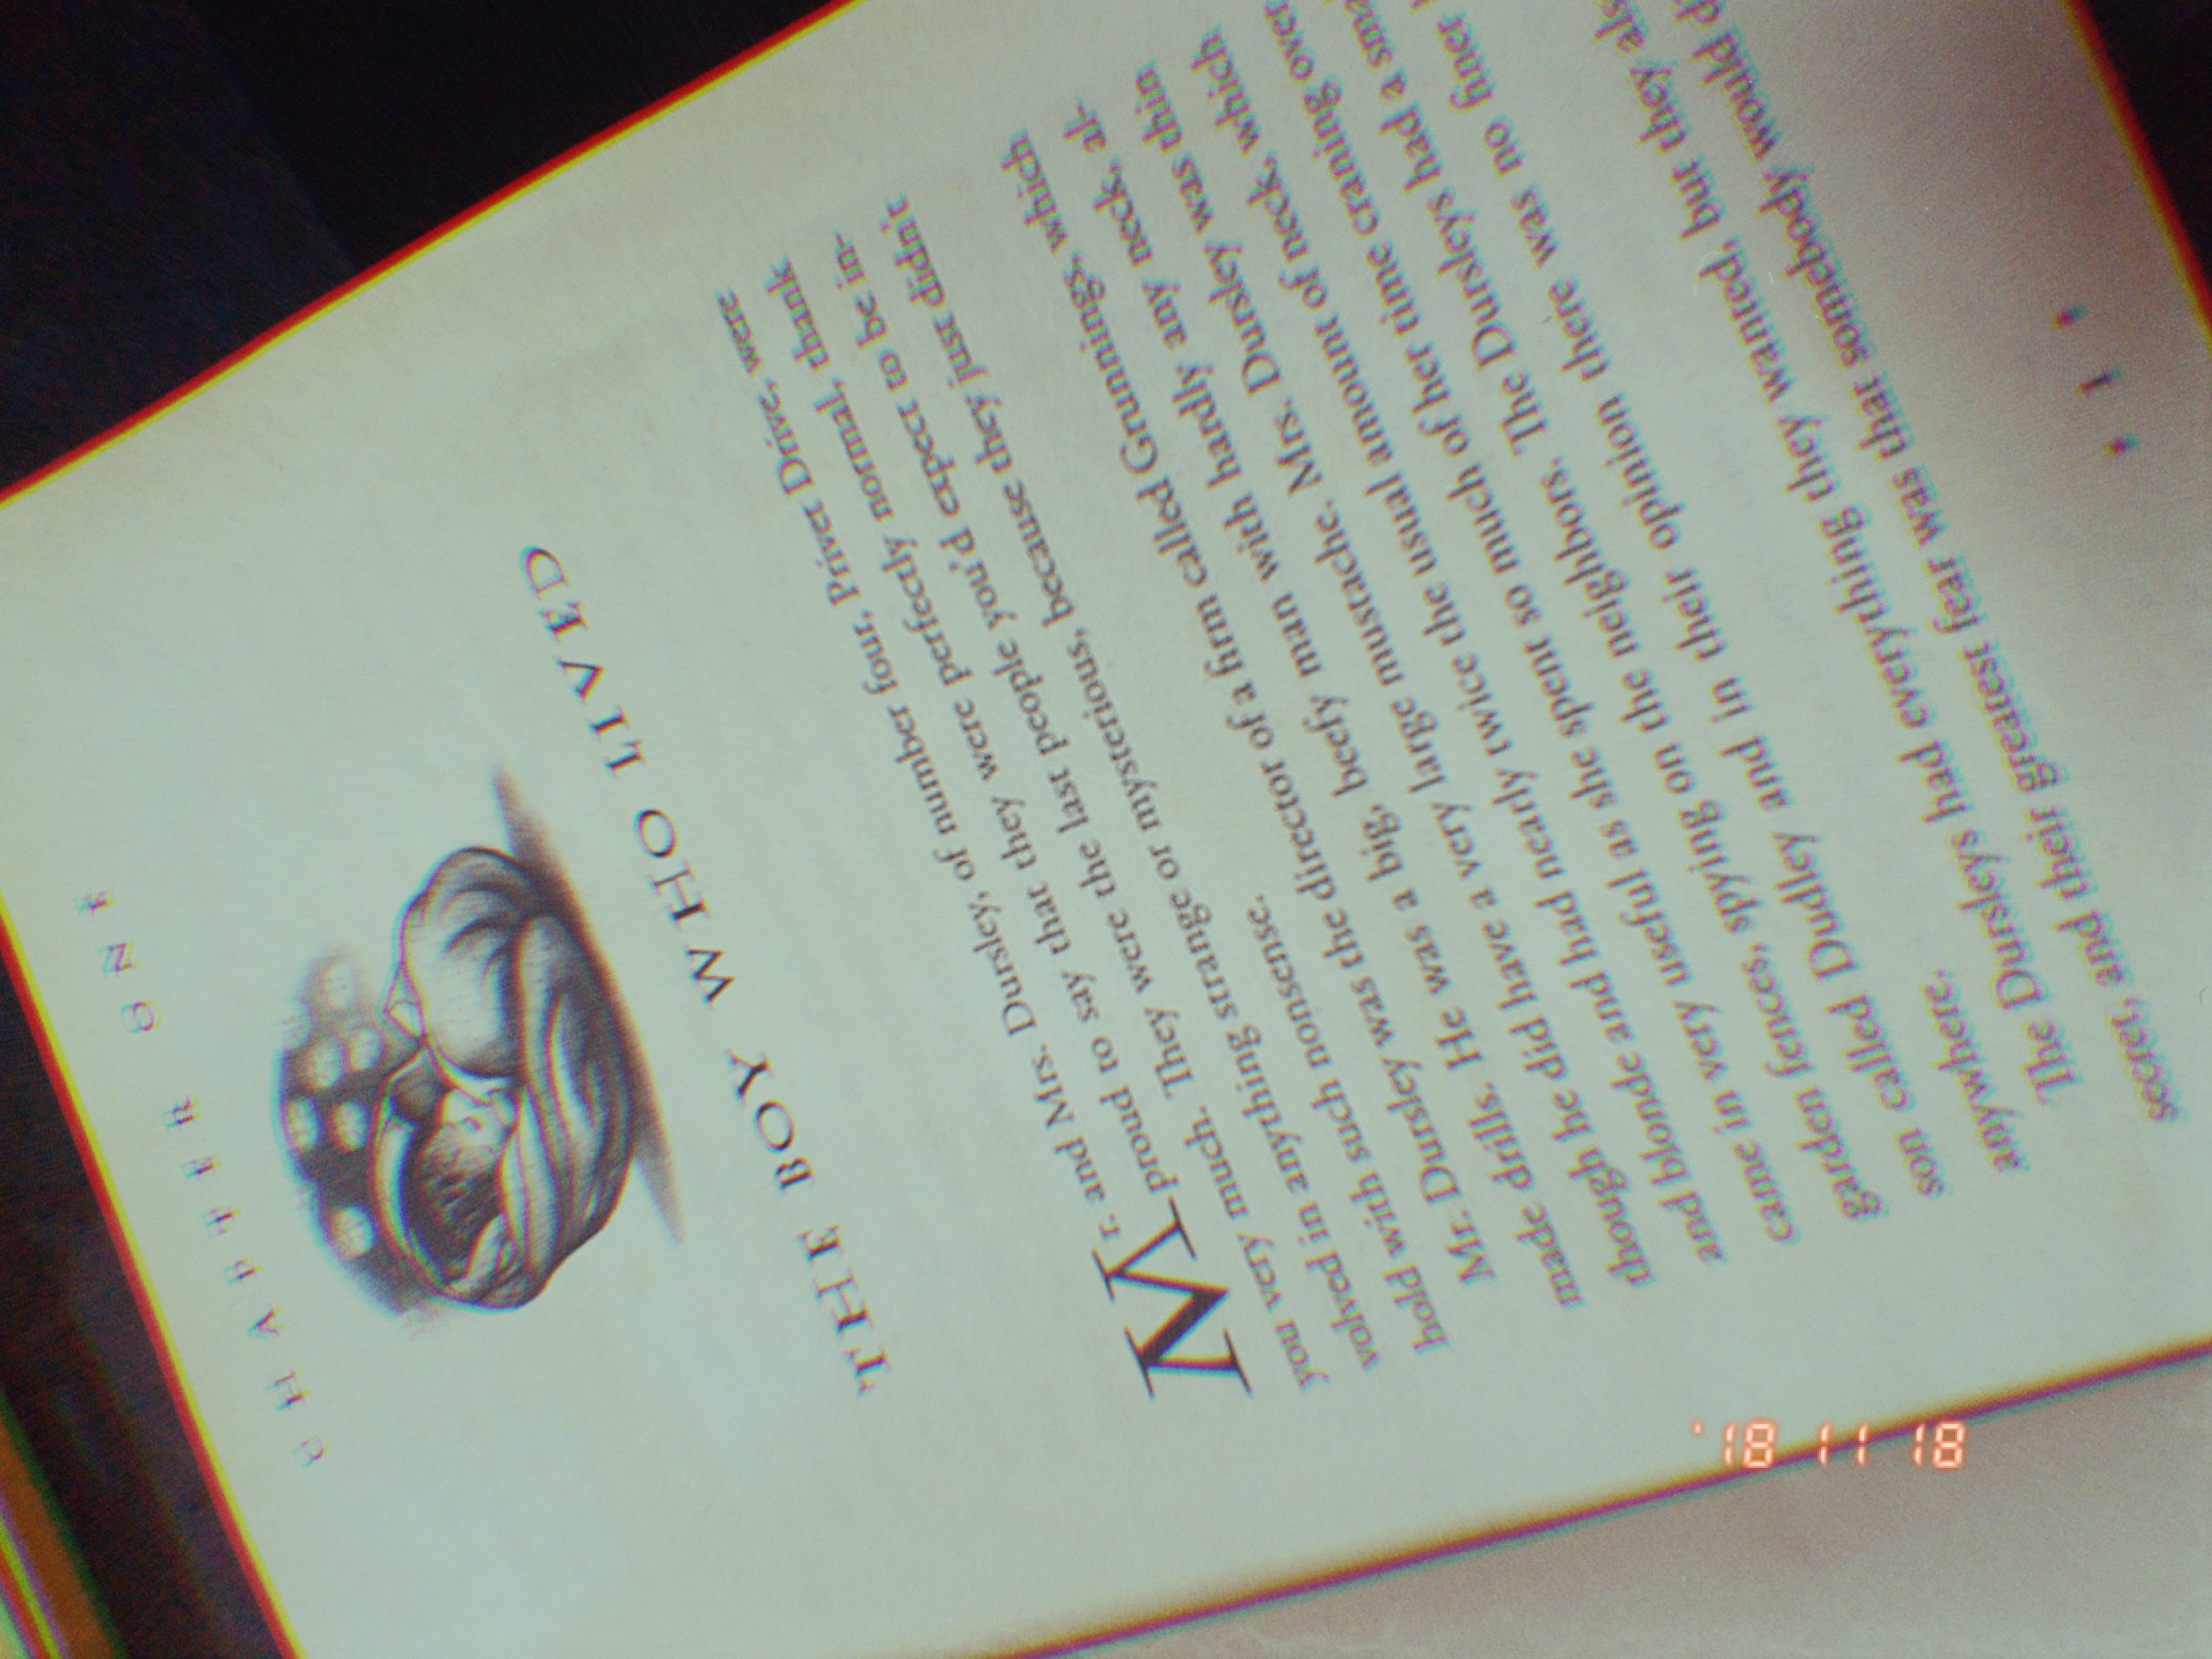 CHAPTER ONE
THE BOY WHO LIVED
Mr. and Mrs. Dursley, of number four, Privet Drive, were
proud to say that they were perfectly normal, thank
you very much. They were the last people you'd expect to be in-
volved in anything strange or mysterious, because they just didn't
hold with such nonsense.
Mr. Dursley was the director of a firm called Grunnings, which
made drills. He was a big, beefy man with hardly any neck, al-
though he did have a very large mustache. Mrs. Dursley was thin
and blonde and had nearly twice the usual amount of neck, which
came in very useful as she spent so much of her time craning over
garden fences, spying on the neighbors. The Dursleys had a
son called Dudley and in their opinion there was no finer
anywhere.
The Dursleys had everything they wanted, but they
secret, and their greatest fear was that somebody would
1